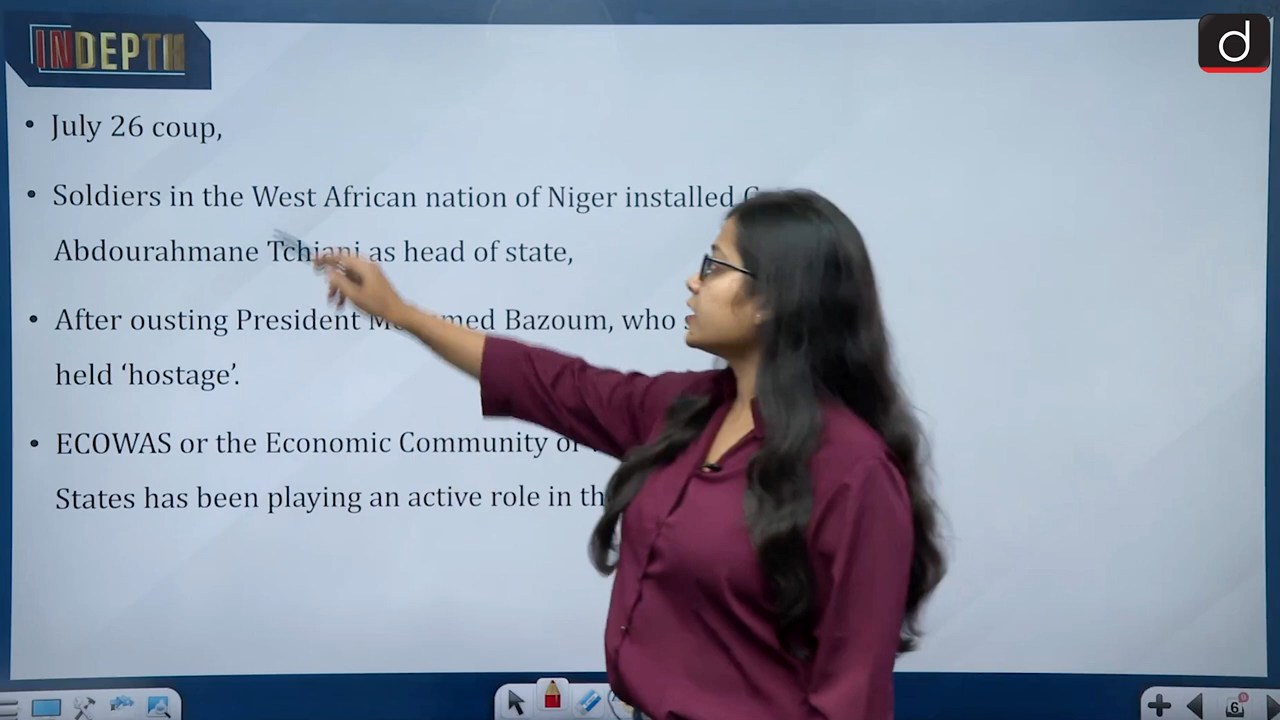 INDEPTH
d
• July 26 coup,
• Soldiers in the West African nation of Niger installed
Abdourahmane Tchiani as head of state,
• After ousting President Bazoum, who
held ‘hostage’.
• ECOWAS or the Economic Community
States has been playing an active role in
6